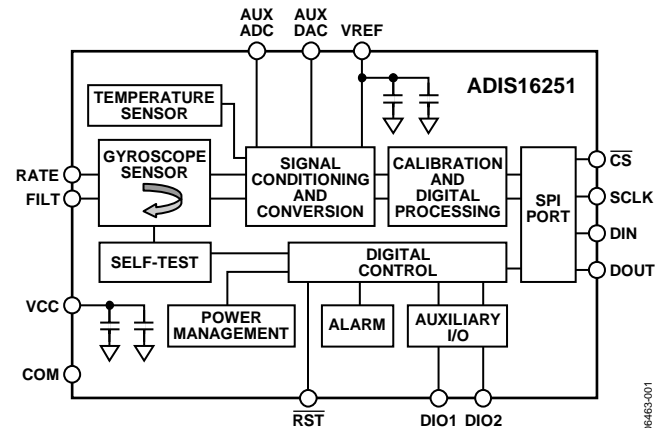 AUX
ADC
AUX
DAC
VREF
ADIS16251
TEMPERATURE
SENSOR
GYROSCOPE
SENSOR
SIGNAL
CONDITIONING
AND
CONVERSION
CALIBRATION
AND
DIGITAL
PROCESSING
SPI
PORT
RATE
FILT
CS
SCLK
DIN
DOUT
SELF-TEST
DIGITAL
CONTROL
VCC
POWER
MANAGEMENT
ALARM
AUXILIARY
I/O
COM
RST
DIO1 DIO2
06463-001